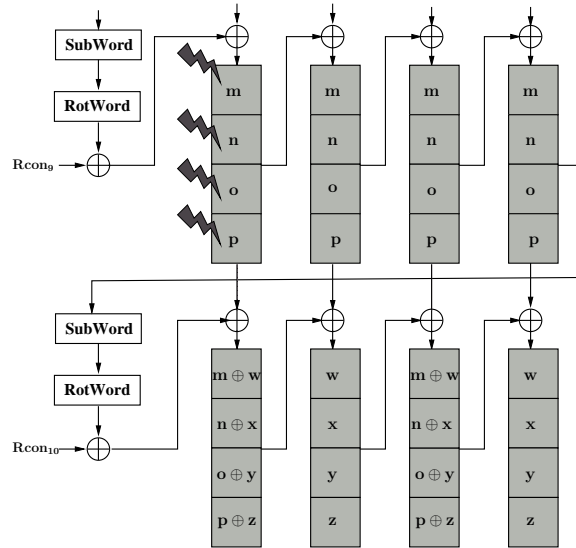 SubWord
RotWord
Rcon₉
m m m m
n n n n
o o o o
p p p p
SubWord
RotWord
Rcon₁₀
m ⊕ w w m ⊕ w w
n ⊕ x x n ⊕ x x
o ⊕ y y o ⊕ y y
p ⊕ z z p ⊕ z z